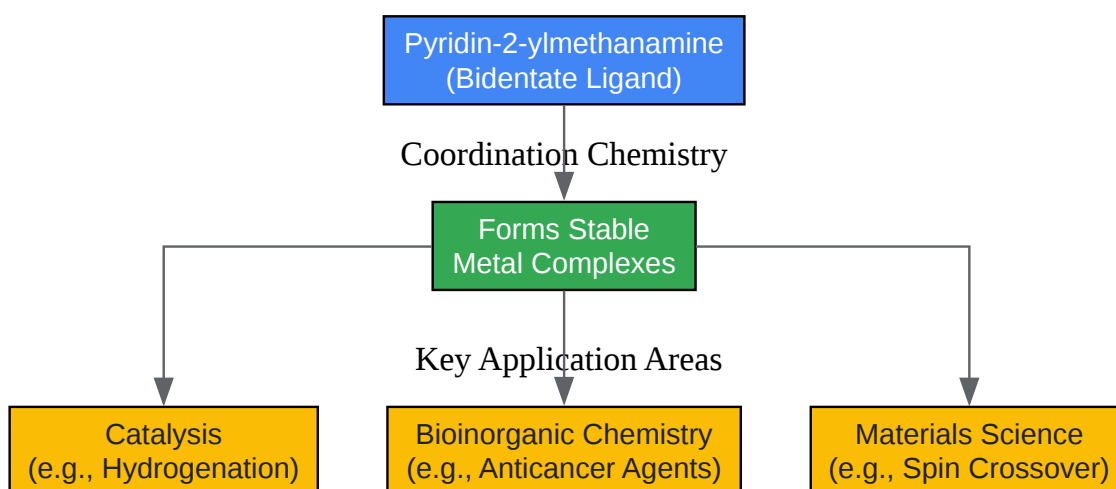 Pyridin-2-ylmethanamine
(Bidentate Ligand)
Coordination Chemistry
Forms Stable
Metal Complexes
Key Application Areas
Catalysis
(e.g., Hydrogenation)
Bioinorganic Chemistry
(e.g., Anticancer Agents)
Materials Science
(e.g., Spin Crossover)